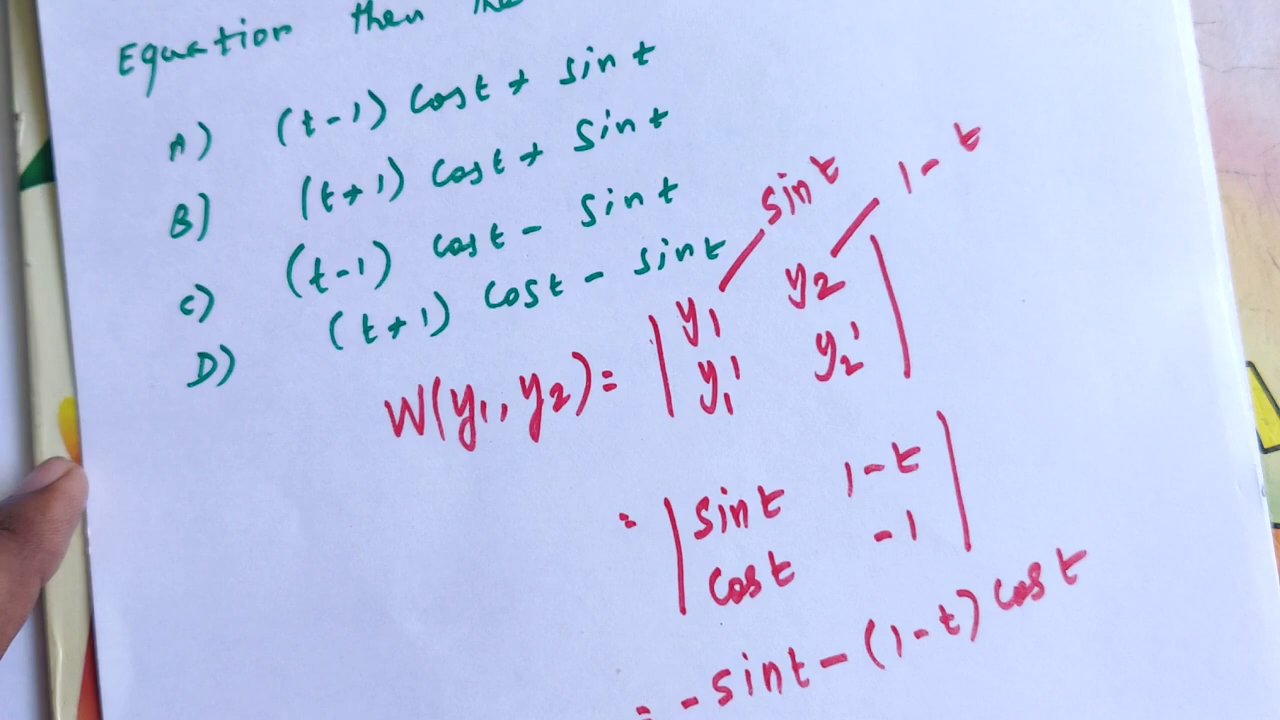 Equation then
A) (t-1) cost + sint
B) (t+1) cost + sint
C) (t-1) cost - sint
D) (t+1) cost - sint
sint 1-t
W(y₁, y₂) = | y₁ y₂ |
| y₁' y₂' |
= | sint 1-t |
| cost -1 |
= -sint - (1-t) cost